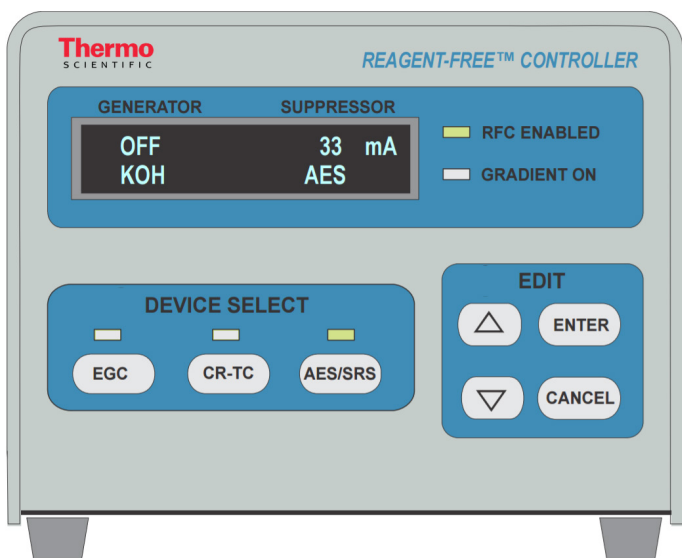 Thermo
SCIENTIFIC
REAGENT-FREE™ CONTROLLER
GENERATOR SUPPRESSOR
OFF 33 mA
KOH AES
RFC ENABLED
GRADIENT ON
DEVICE SELECT
EGC CR-TC AES/SRS
EDIT
ENTER
CANCEL